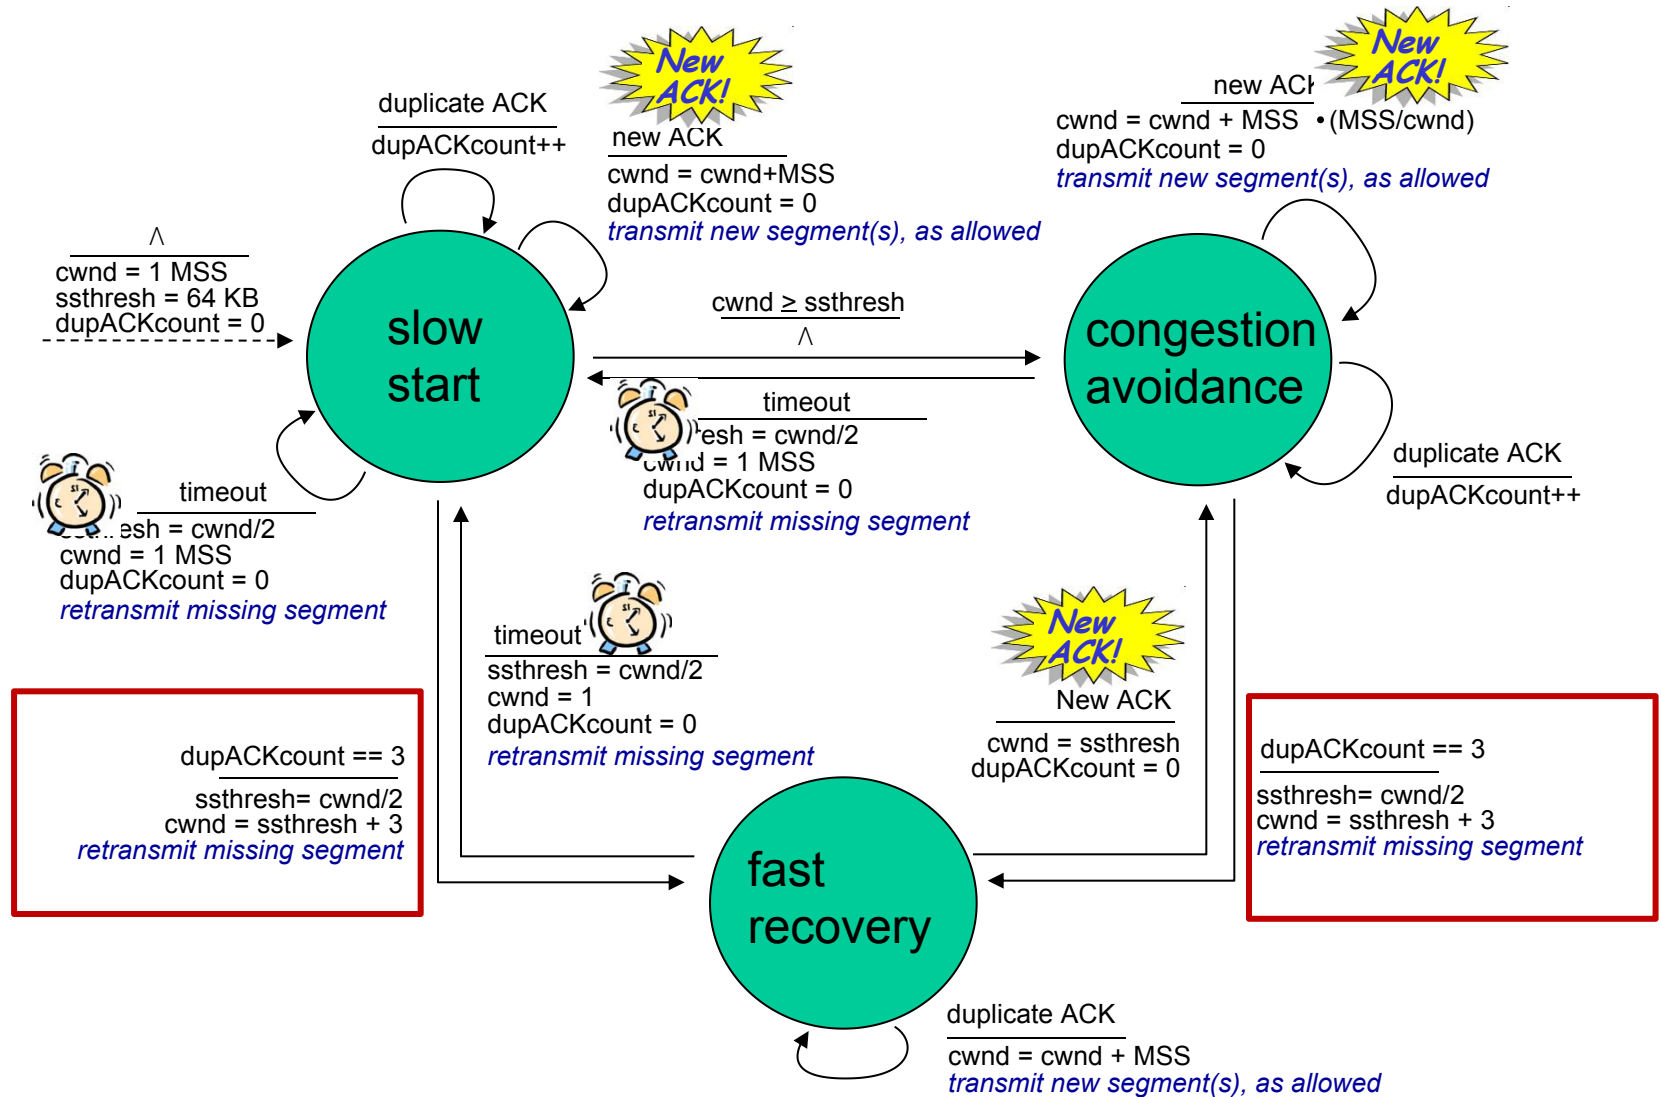 New
ACK!
New
ACK!
duplicate ACK
dupACKcount++
new ACK
cwnd = cwnd+MSS
dupACKcount = 0
transmit new segment(s), as allowed
new ACK
cwnd = cwnd + MSS • (MSS/cwnd)
dupACKcount = 0
transmit new segment(s), as allowed
Λ
cwnd = 1 MSS
ssthresh = 64 KB
dupACKcount = 0
slow
start
cwnd ≥ ssthresh
Λ
congestion
avoidance
timeout
esh = cwnd/2
cwnd = 1 MSS
dupACKcount = 0
retransmit missing segment
duplicate ACK
dupACKcount++
timeout
ssthresh = cwnd/2
cwnd = 1 MSS
dupACKcount = 0
retransmit missing segment
timeout
ssthresh = cwnd/2
cwnd = 1
dupACKcount = 0
retransmit missing segment
New
ACK!
New ACK
cwnd = ssthresh
dupACKcount = 0
dupACKcount == 3
ssthresh= cwnd/2
cwnd = ssthresh + 3
retransmit missing segment
dupACKcount == 3
ssthresh= cwnd/2
cwnd = ssthresh + 3
retransmit missing segment
fast
recovery
duplicate ACK
cwnd = cwnd + MSS
transmit new segment(s), as allowed